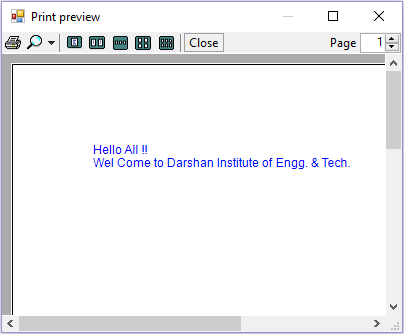 Print preview
Close
Page 1
Hello All !!
Wel Come to Darshan Institute of Engg. & Tech.